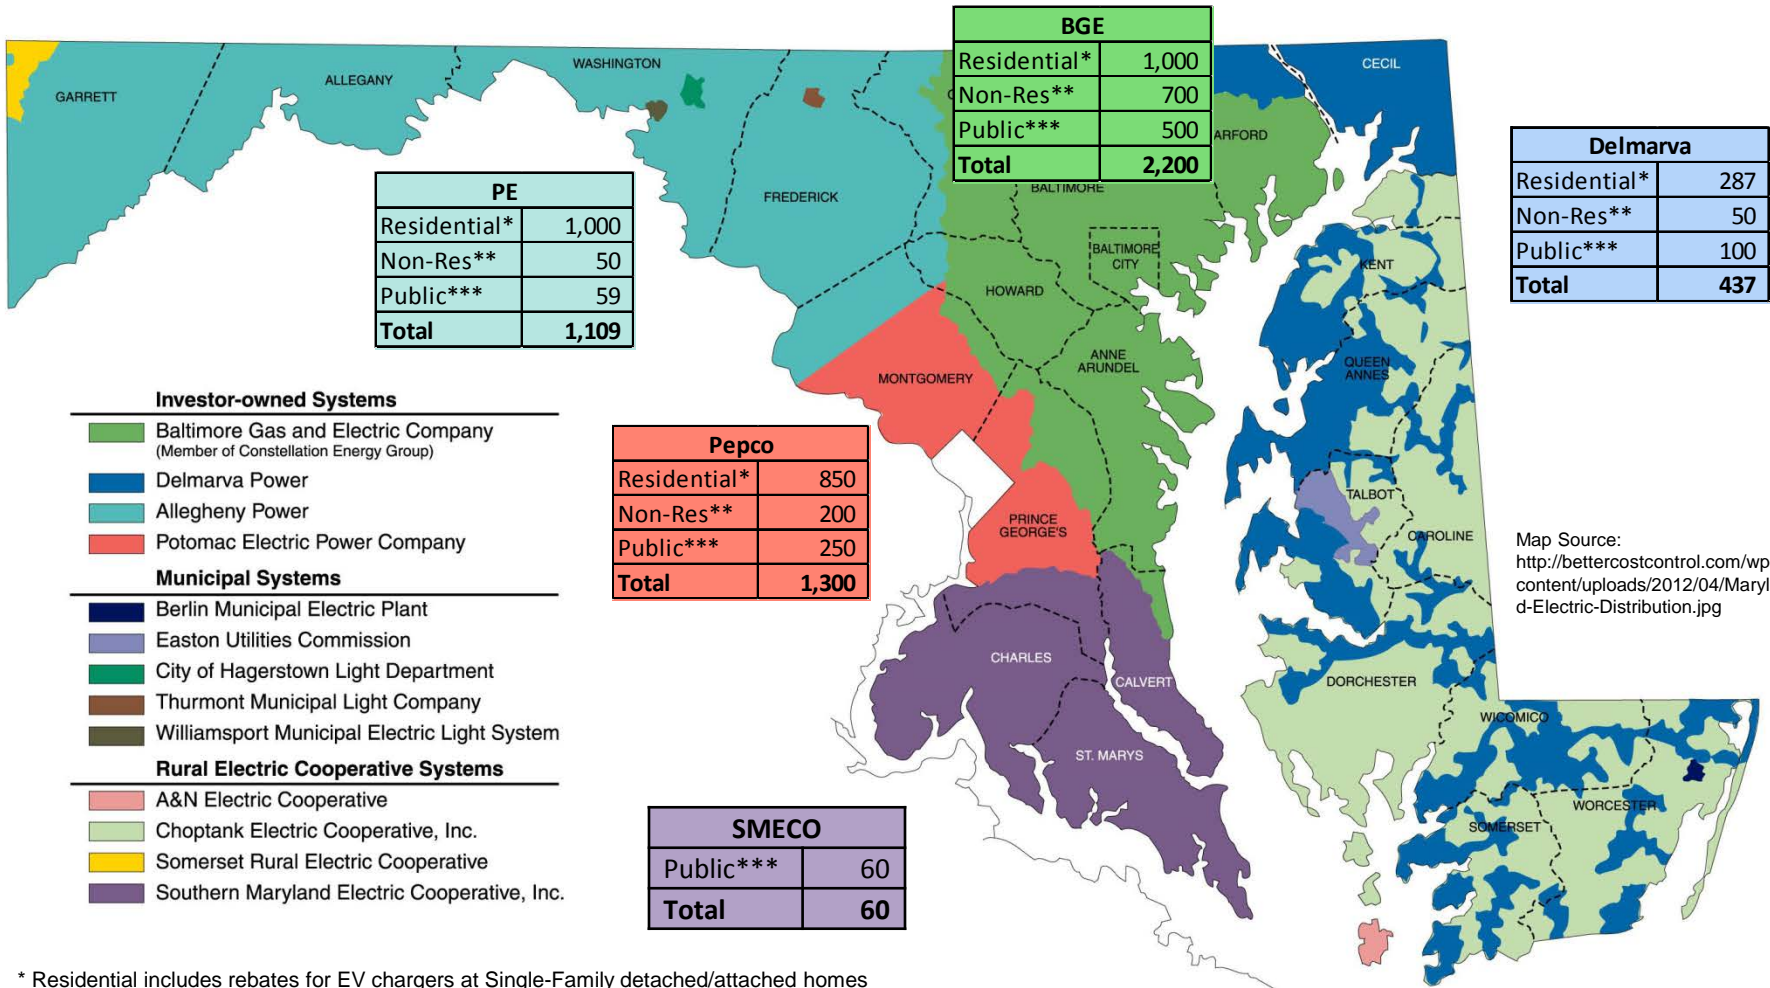 BGE
Residential* 1,000
Non-Res** 700
Public*** 500
Total 2,200
GARRETT
ALLEGANY
WASHINGTON
FREDERICK
CECIL
ARFORD
BALTIMORE
BALTIMORE
CITY
HOWARD
ANNE
ARUNDEL
MONTGOMERY
PRINCE
GEORGE'S
CHARLES
CALVERT
ST. MARYS
KENT
QUEEN
ANNES
TALBOT
CAROLINE
DORCHESTER
WICOMICO
WORCESTER
SOMERSET
PE
Residential* 1,000
Non-Res** 50
Public*** 59
Total 1,109
Delmarva
Residential* 287
Non-Res** 50
Public*** 100
Total 437
Pepco
Residential* 850
Non-Res** 200
Public*** 250
Total 1,300
SMECO
Public*** 60
Total 60
Investor-owned Systems
Baltimore Gas and Electric Company
(Member of Constellation Energy Group)
Delmarva Power
Allegheny Power
Potomac Electric Power Company
Municipal Systems
Berlin Municipal Electric Plant
Easton Utilities Commission
City of Hagerstown Light Department
Thurmont Municipal Light Company
Williamsport Municipal Electric Light System
Rural Electric Cooperative Systems
A&N Electric Cooperative
Choptank Electric Cooperative, Inc.
Somerset Rural Electric Cooperative
Southern Maryland Electric Cooperative, Inc.
Map Source:
http://bettercostcontrol.com/wp
content/uploads/2012/04/Maryl
d-Electric-Distribution.jpg
* Residential includes rebates for EV chargers at Single-Family detached/attached homes